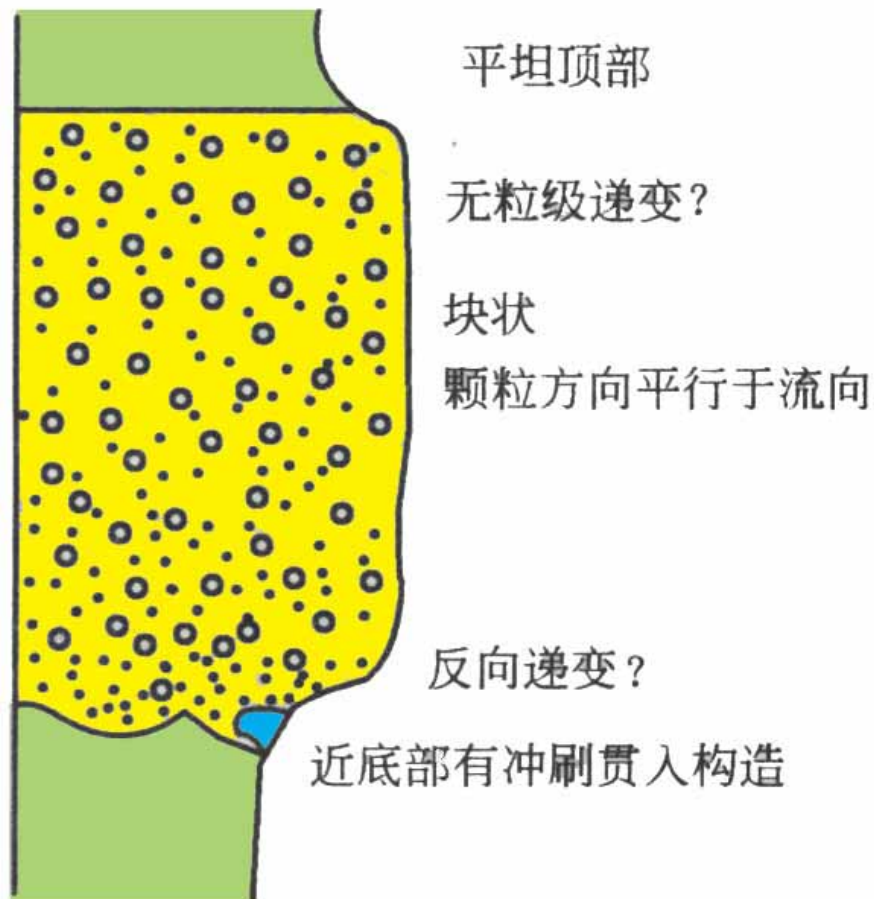 平坦顶部
无粒级递变?
块状
颗粒方向平行于流向
反向递变?
近底部有冲刷贯入构造